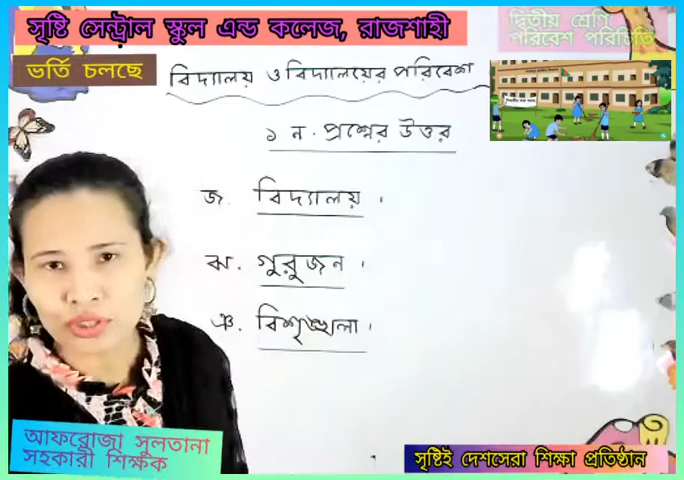 সৃষ্টি সেন্ট্রাল স্কুল এন্ড কলেজ, রাজশাহী
দ্বিতীয় শ্রেণি
পরিবেশ পরিচিতি
ভর্তি চলছে
বিদ্যালয় ও বিদ্যালয়ের পরিবেশ
১ ন. প্রশ্নের উত্তর
জ. বিদ্যালয়।
ঝ. গুরুজন।
ঞ. বিশৃঙ্খলা।
আফরোজা সুলতানা
সহকারী শিক্ষক
সৃষ্টিই দেশসেরা শিক্ষা প্রতিষ্ঠান